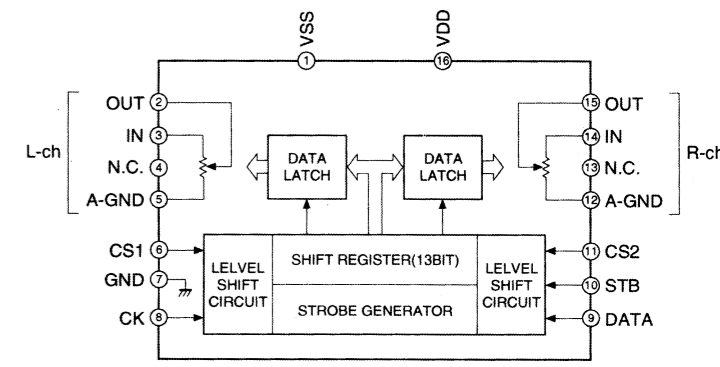 VSS
VDD
1
16
L-ch
OUT 2
IN 3
N.C. 4
A-GND 5
CS1 6
GND 7
CK 8
DATA
LATCH
DATA
LATCH
LELVEL
SHIFT
CIRCUIT
SHIFT REGISTER(13BIT)
STROBE GENERATOR
LELVEL
SHIFT
CIRCUIT
15 OUT
14 IN
13 N.C.
12 A-GND
11 CS2
10 STB
9 DATA
R-ch